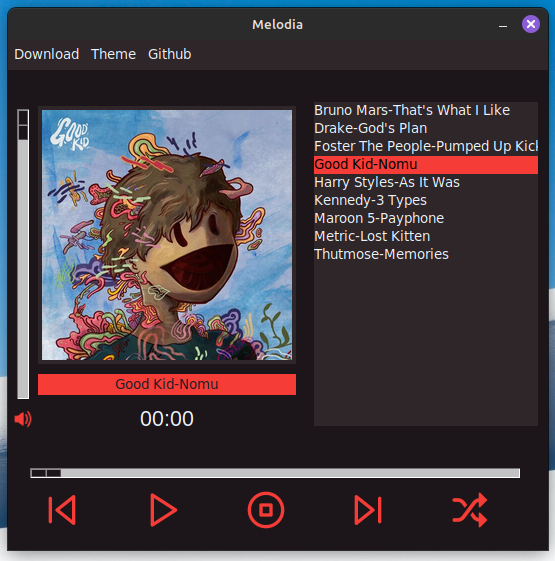 Melodia
Download Theme Github
GOOD
KID
Bruno Mars-That's What I Like
Drake-God's Plan
Foster The People-Pumped Up Kick
Good Kid-Nomu
Harry Styles-As It Was
Kennedy-3 Types
Maroon 5-Payphone
Metric-Lost Kitten
Thutmose-Memories
Good Kid-Nomu
00:00